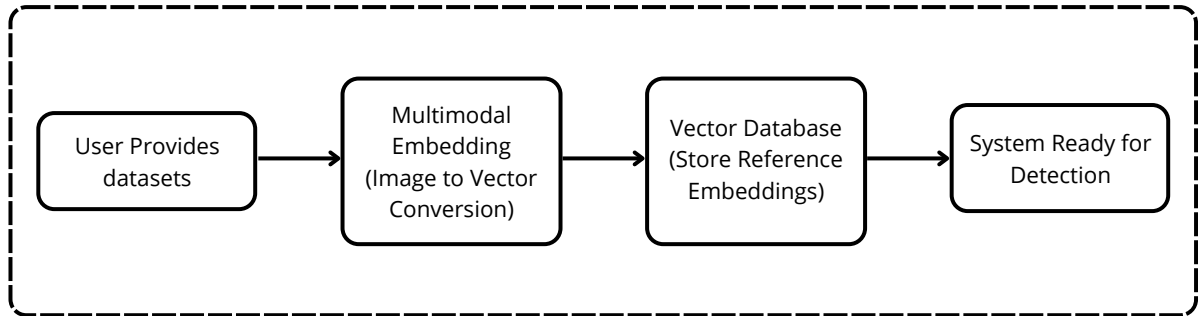 User Provides
datasets
Multimodal
Embedding
(Image to Vector
Conversion)
Vector Database
(Store Reference
Embeddings)
System Ready for
Detection